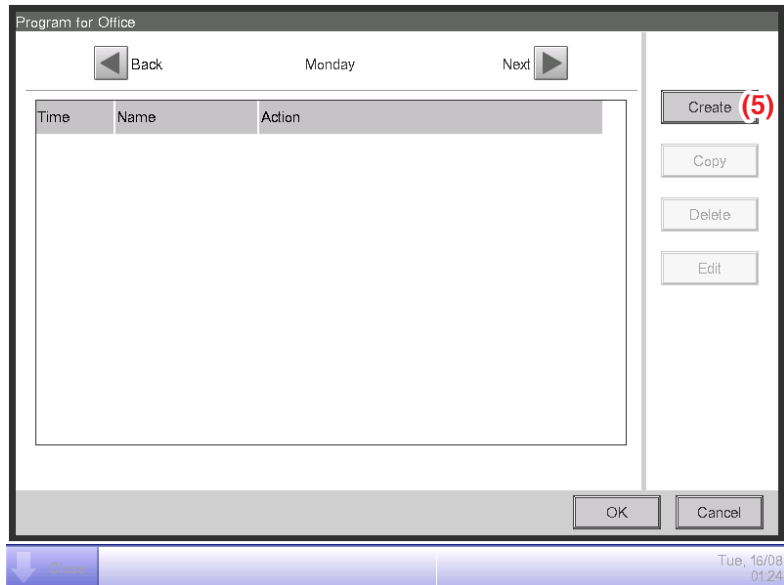 Program for Office
Back Monday Next
Time Name Action
Create (5)
Copy
Delete
Edit
OK Cancel
Close
Tue, 16/08
01:24